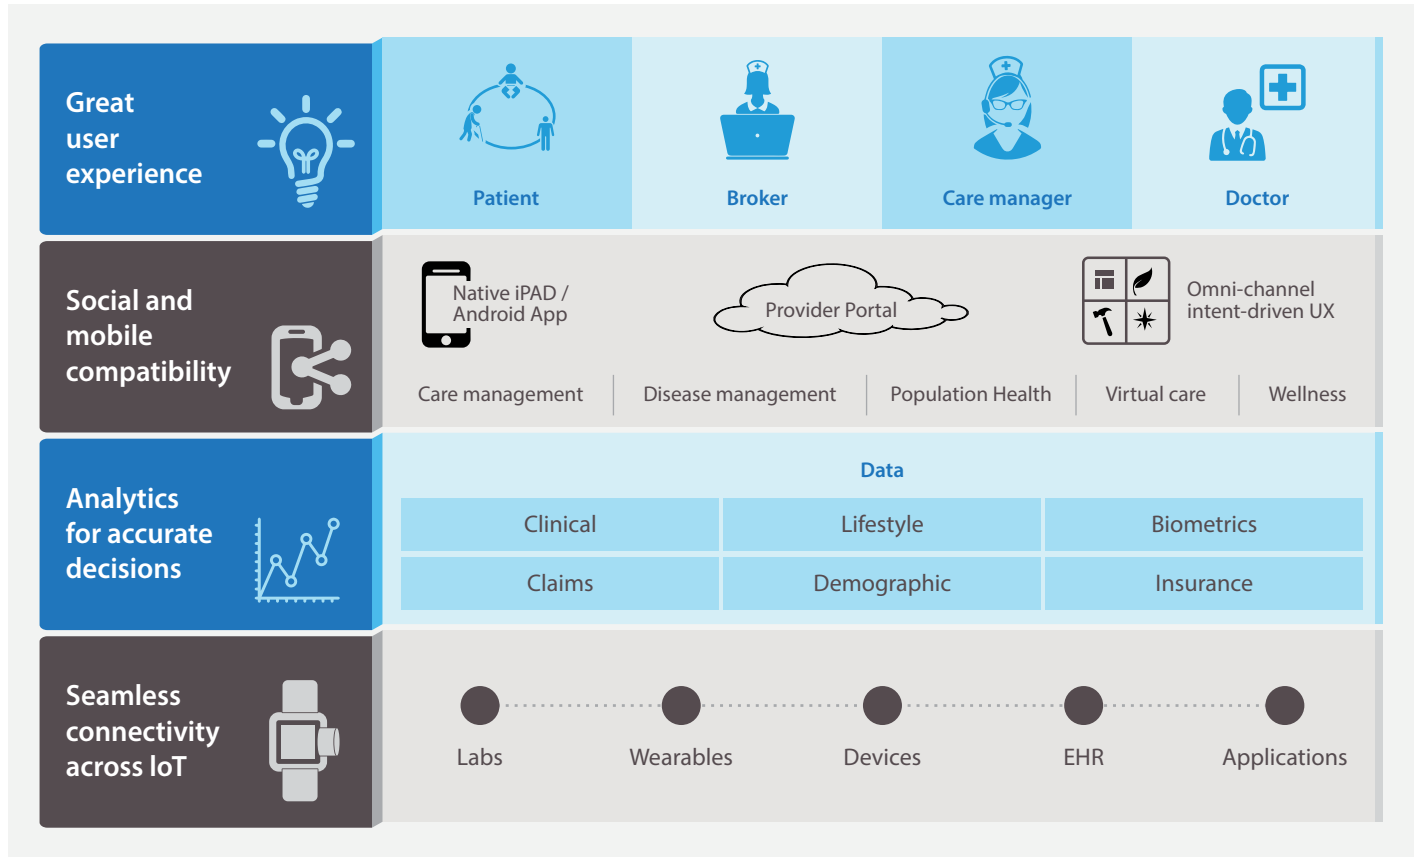 Great
user
experience
Patient
Broker
Care manager
Doctor
Social and
mobile
compatibility
Native iPAD /
Android App
Provider Portal
Omni-channel
intent-driven UX
Care management
Disease management
Population Health
Virtual care
Wellness
Analytics
for accurate
decisions
Data
Clinical
Lifestyle
Biometrics
Claims
Demographic
Insurance
Seamless
connectivity
across IoT
Labs
Wearables
Devices
EHR
Applications